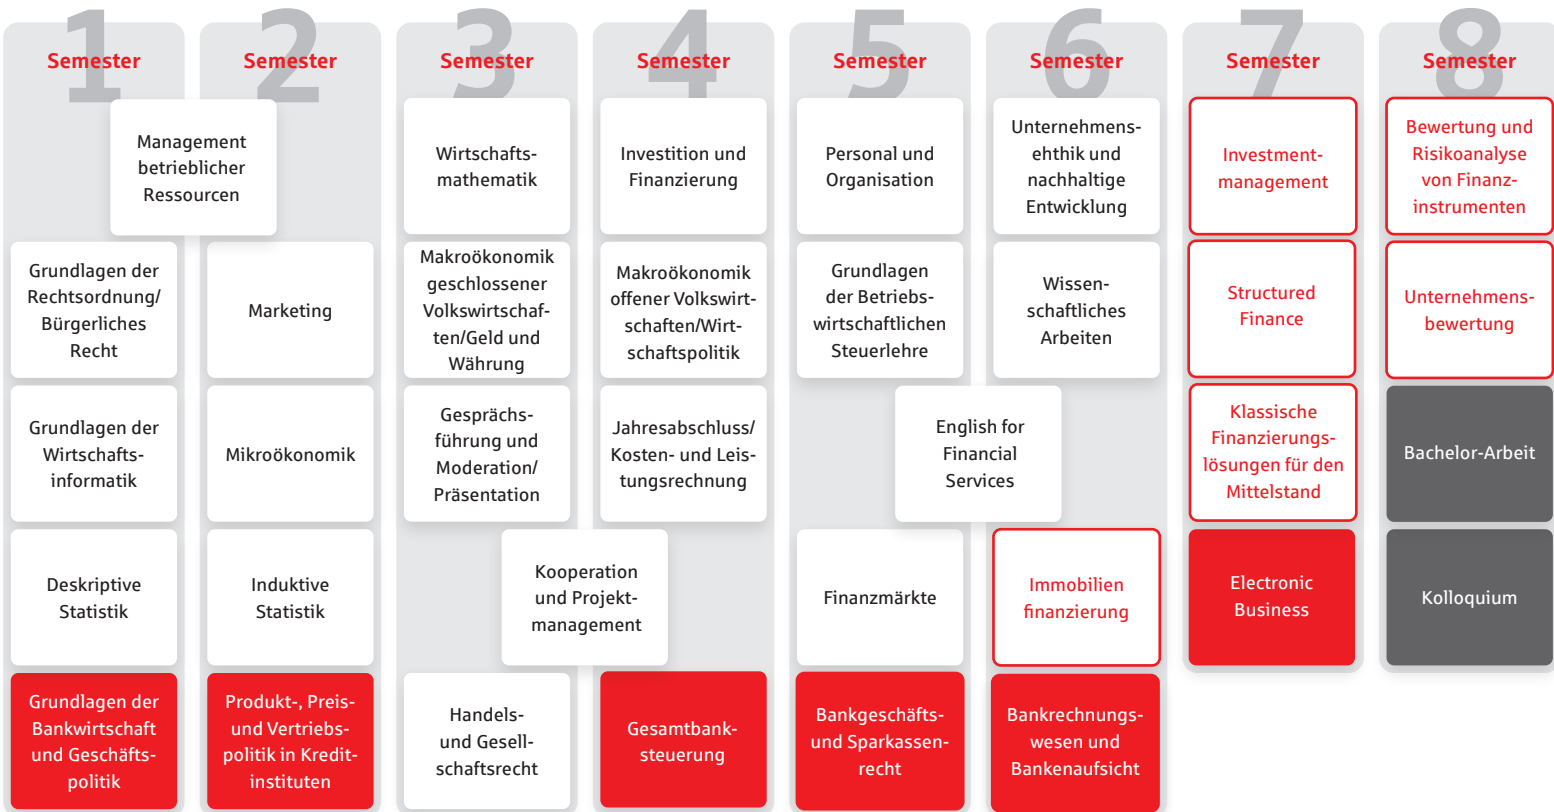 1
Semester
2
Semester
3
Semester
4
Semester
5
Semester
6
Semester
7
Semester
8
Semester
Management
betrieblicher
Ressourcen
Wirtschafts-
mathematik
Investition und
Finanzierung
Personal und
Organisation
Unternehmens-
ehthik und
nachhaltige
Entwicklung
Investment-
management
Bewertung und
Risikoanalyse
von Finanz-
instrumenten
Grundlagen der
Rechtsordnung/
Bürgerliches
Recht
Marketing
Makroökonomik
geschlossener
Volkswirtschaf-
ten/Geld und
Währung
Makroökonomik
offener Volkswirt-
schaften/Wirt-
schaftspolitik
Grundlagen
der Betriebs-
wirtschaftlichen
Steuerlehre
Wissen-
schaftliches
Arbeiten
Structured
Finance
Unternehmens-
bewertung
Grundlagen der
Wirtschafts-
informatik
Mikroökonomik
Gesprächs-
führung und
Moderation/
Präsentation
Jahresabschluss/
Kosten- und Leis-
tungsrechnung
English for
Financial
Services
Klassische
Finanzierungs-
lösungen für den
Mittelstand
Bachelor-Arbeit
Deskriptive
Statistik
Induktive
Statistik
Kooperation
und Projekt-
management
Finanzmärkte
Immobilien
finanzierung
Electronic
Business
Kolloquium
Grundlagen der
Bankwirtschaft
und Geschäfts-
politik
Produkt-, Preis-
und Vertriebs-
politik in Kredit-
instituten
Handels-
und Gesell-
schaftsrecht
Gesamtbank-
steuerung
Bankgeschäfts-
und Sparkassen-
recht
Bankrechnungs-
wesen und
Bankenaufsicht